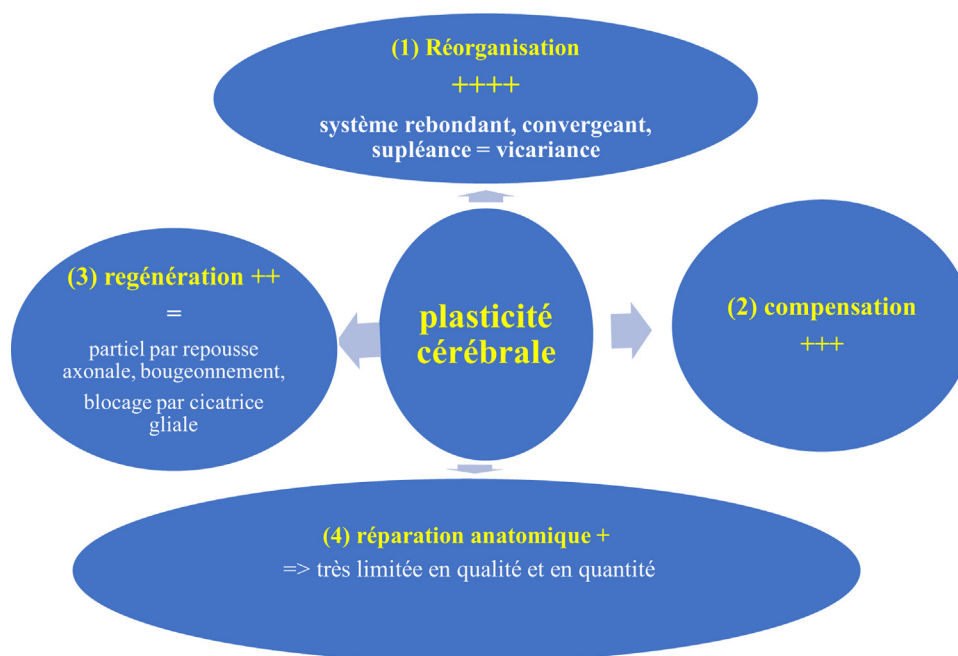 (1) Réorganisation
++++
système rebondant, convergeant,
supléance = vicariance
(3) regénération ++
=
partiel par repousse
axonale, bougeonnement,
blocage par cicatrice
gliale
plasticité
cérébrale
(2) compensation
+++
(4) réparation anatomique +
=> très limitée en qualité et en quantité